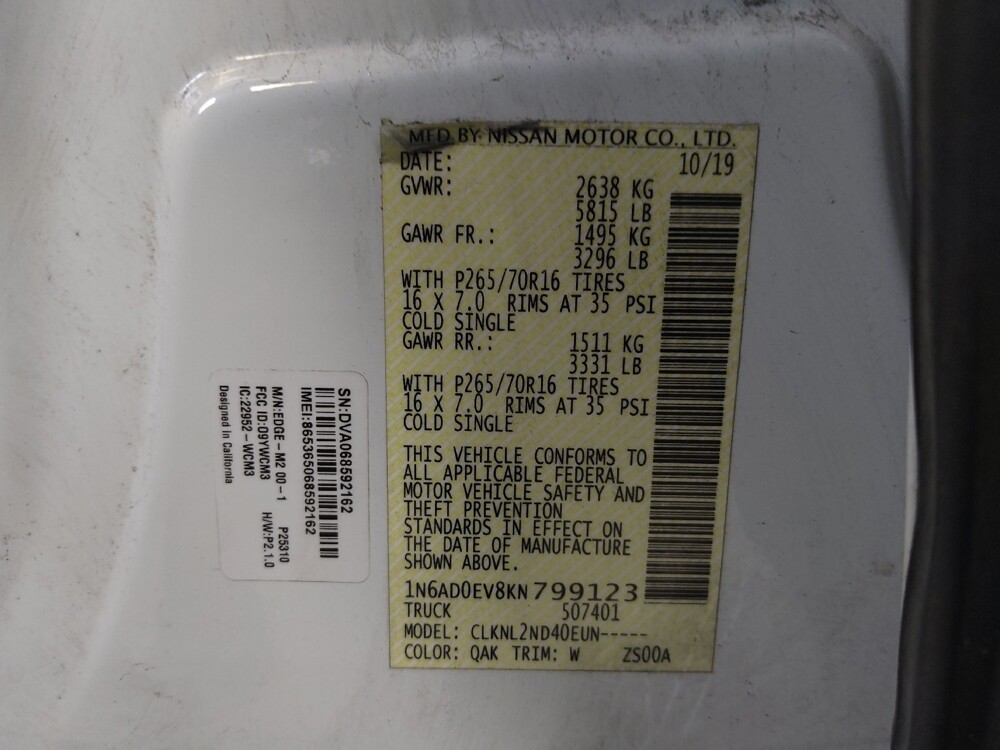 MFD BY NISSAN MOTOR CO., LTD.
DATE: 10/19
GVWR: 2638 KG
5815 LB
GAWR FR.: 1495 KG
3296 LB
WITH P265/70R16 TIRES
16 X 7.0 RIMS AT 35 PSI
COLD SINGLE
GAWR RR.: 1511 KG
3331 LB
WITH P265/70R16 TIRES
16 X 7.0 RIMS AT 35 PSI
COLD SINGLE
THIS VEHICLE CONFORMS TO
ALL APPLICABLE FEDERAL
MOTOR VEHICLE SAFETY AND
THEFT PREVENTION
STANDARDS IN EFFECT ON
THE DATE OF MANUFACTURE
SHOWN ABOVE.
1N6AD0EV8KN799123
TRUCK 507401
MODEL: CLKNL2ND40EUN-----
COLOR: QAK TRIM: W ZS00A
SN:DVA068592162
IMEI:865365068592162
M/N:EDGE-M2 00-1 P25310
FCC ID:O9YWCM3 H/W:P2.1.0
IC:22952-WCM3
Designed in California